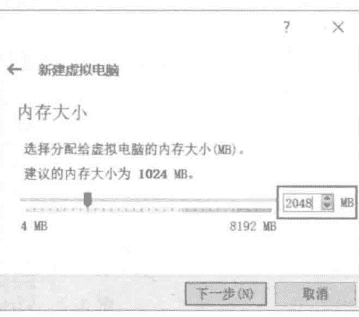 ? ×
← 新建虚拟电脑
内存大小
选择分配给虚拟电脑的内存大小(MB)。
建议的内存大小为 1024 MB。
2048 MB
4 MB 8192 MB
下一步(N) 取消